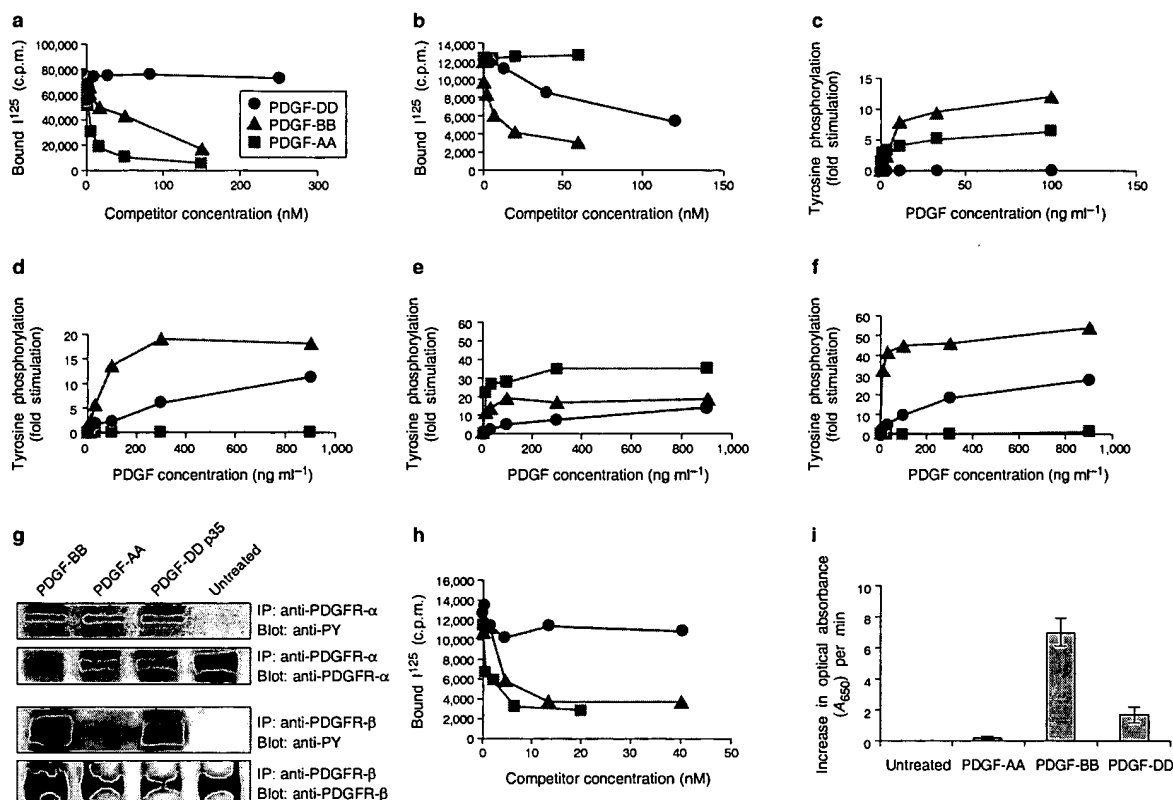 a
Bound I¹²⁵ (c.p.m.)
100,000
80,000
60,000
40,000
20,000
0
0 100 200 300
Competitor concentration (nM)
PDGF-DD
PDGF-BB
PDGF-AA
b
Bound I¹²⁵ (c.p.m.)
14,000
12,000
10,000
8,000
6,000
4,000
2,000
0
0 50 100 150
Competitor concentration (nM)
c
Tyrosine phosphorylation
(fold stimulation)
15
10
5
0
0 50 100 150
PDGF concentration (ng ml⁻¹)
d
Tyrosine phosphorylation
(fold stimulation)
20
15
10
5
0
0 200 400 600 800 1,000
PDGF concentration (ng ml⁻¹)
e
Tyrosine phosphorylation
(fold stimulation)
60
50
40
30
20
10
0
0 200 400 600 800 1,000
PDGF concentration (ng ml⁻¹)
f
Tyrosine phosphorylation
(fold stimulation)
60
50
40
30
20
10
0
0 200 400 600 800 1,000
PDGF concentration (ng ml⁻¹)
g
PDGF-BB
PDGF-AA
PDGF-DD p35
Untreated
IP: anti-PDGFR-α
Blot: anti-PY
IP: anti-PDGFR-α
Blot: anti-PDGFR-α
IP: anti-PDGFR-β
Blot: anti-PY
IP: anti-PDGFR-β
Blot: anti-PDGFR-β
h
Bound I¹²⁵ (c.p.m.)
16,000
14,000
12,000
10,000
8,000
6,000
4,000
2,000
0
0 10 20 30 40 50
Competitor concentration (nM)
i
Increase in optical absorbance
(A₆₅₀) per min
10
8
6
4
2
0
Untreated PDGF-AA PDGF-BB PDGF-DD